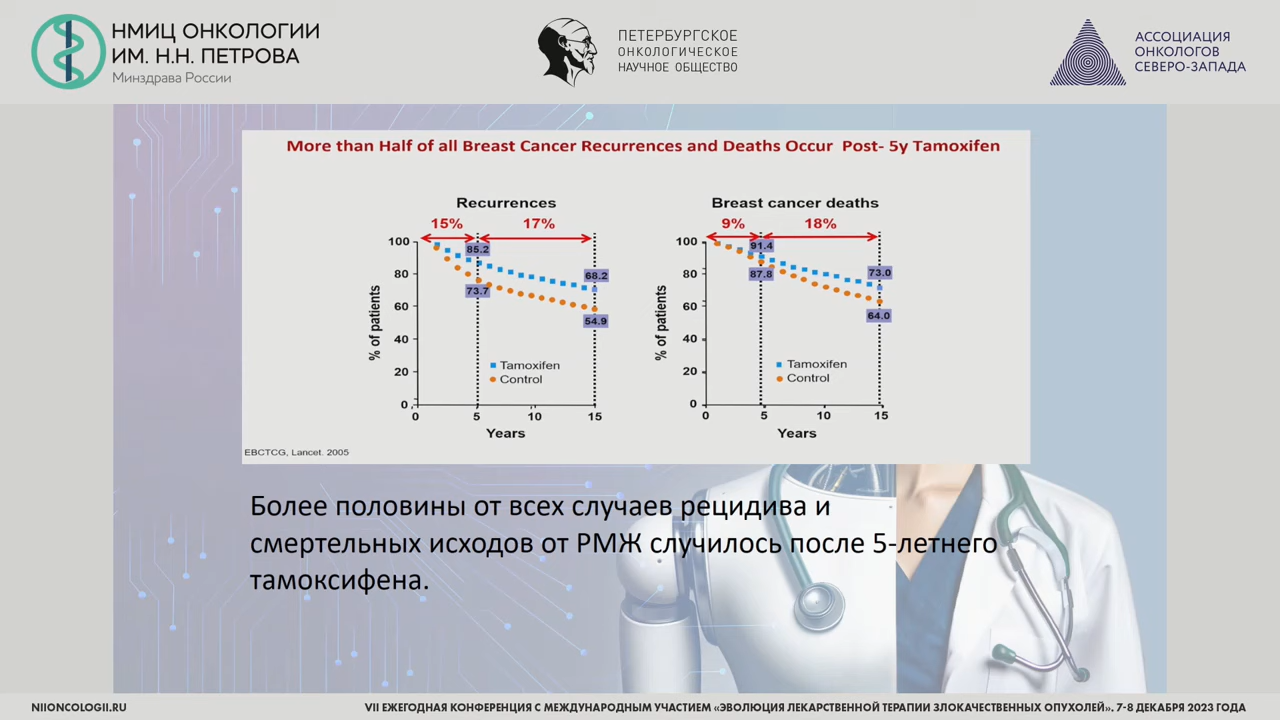 НМИЦ ОНКОЛОГИИ
ИМ. Н.Н. ПЕТРОВА
Минздрава России
ПЕТЕРБУРГСКОЕ
ОНКОЛОГИЧЕСКОЕ
НАУЧНОЕ ОБЩЕСТВО
АССОЦИАЦИЯ
ОНКОЛОГОВ
СЕВЕРО-ЗАПАДА
More than Half of all Breast Cancer Recurrences and Deaths Occur Post- 5y Tamoxifen
Recurrences
15% 17%
100
80
60
40
20
0
% of patients
85.2
73.7
68.2
54.9
Tamoxifen
Control
0 5 10 15
Years
Breast cancer deaths
9% 18%
100
80
60
40
20
0
% of patients
91.4
87.8
73.0
64.0
Tamoxifen
Control
0 5 10 15
Years
EBCTCG, Lancet. 2005
Более половины от всех случаев рецидива и
смертельных исходов от РМЖ случилось после 5-летнего
тамоксифена.
NIIONCOLOGII.RU
VII ЕЖЕГОДНАЯ КОНФЕРЕНЦИЯ С МЕЖДУНАРОДНЫМ УЧАСТИЕМ «ЭВОЛЮЦИЯ ЛЕКАРСТВЕННОЙ ТЕРАПИИ ЗЛОКАЧЕСТВЕННЫХ ОПУХОЛЕЙ». 7-8 ДЕКАБРЯ 2023 ГОДА